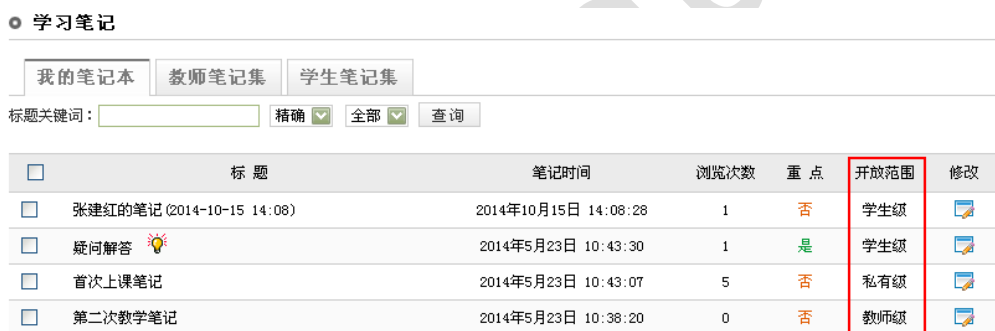 学习笔记
我的笔记本 教师笔记集 学生笔记集
标题关键词： 精确 全部 查询
标 题 笔记时间 浏览次数 重 点 开放范围 修改
张建红的笔记(2014-10-15 14:08) 2014年10月15日 14:08:28 1 否 学生级
疑问解答 2014年5月23日 10:43:30 1 是 学生级
首次上课笔记 2014年5月23日 10:43:07 5 否 私有级
第二次教学笔记 2014年5月23日 10:38:20 0 否 教师级